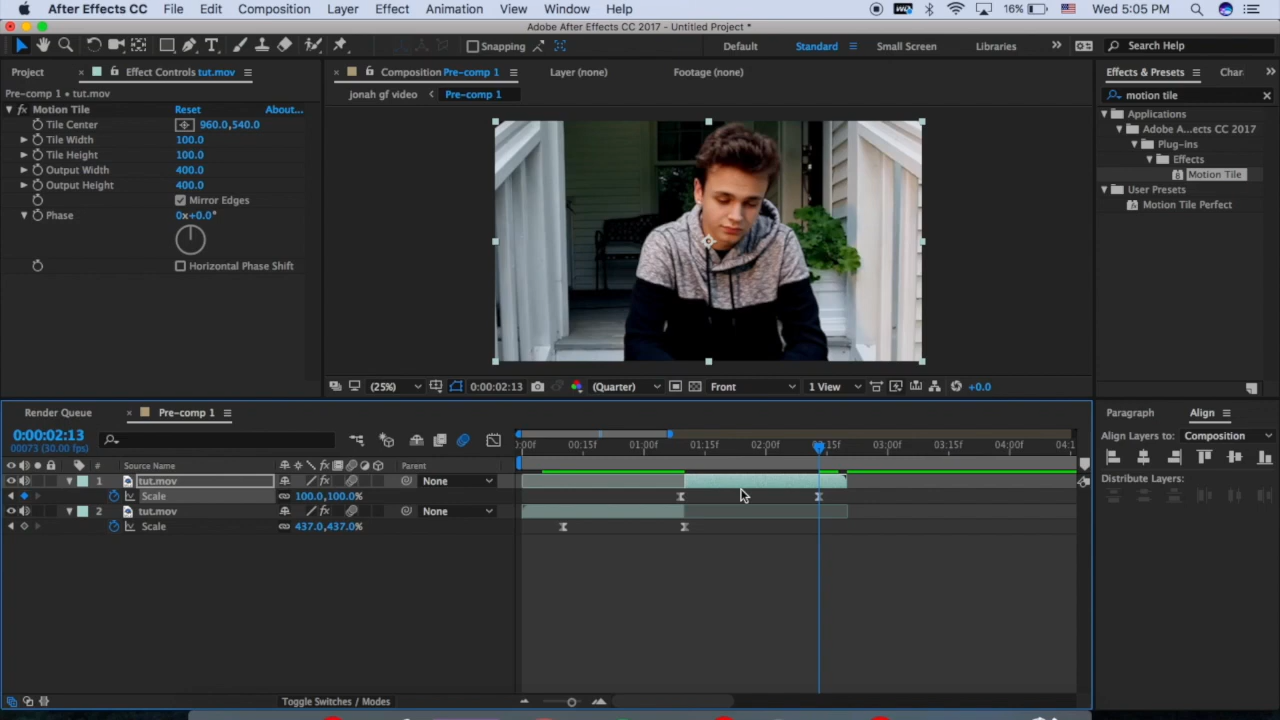 After Effects CC File Edit Composition Layer Effect Animation View Window Help 16% Wed 5:05 PM
Adobe After Effects CC 2017 - Untitled Project *
Snapping Default Standard Small Screen Libraries Search Help
Project Effect Controls tut.mov
Pre-comp 1 • tut.mov
fx Motion Tile Reset About...
Tile Center 960.0,540.0
Tile Width 100.0
Tile Height 100.0
Output Width 400.0
Output Height 400.0
Mirror Edges
Phase 0x+0.0°
Horizontal Phase Shift
Composition Pre-comp 1 Layer (none) Footage (none)
jonah gf video Pre-comp 1
(25%) 0:00:02:13 (Quarter) Front 1 View +0.0
Effects & Presets Char
motion tile
Applications
Adobe A...ects CC 2017
Plug-ins
Effects
Motion Tile
User Presets
Motion Tile Perfect
Render Queue Pre-comp 1
0:00:02:13
00073 (30.00 fps)
:00f 00:15f 01:00f 01:15f 02:00f 03:00f 03:15f 04:00f 04:1
# Source Name Parent
1 tut.mov None
Scale 100.0,100.0%
2 tut.mov None
Scale 437.0,437.0%
Toggle Switches / Modes
Paragraph Align
Align Layers to: Composition
Distribute Layers: